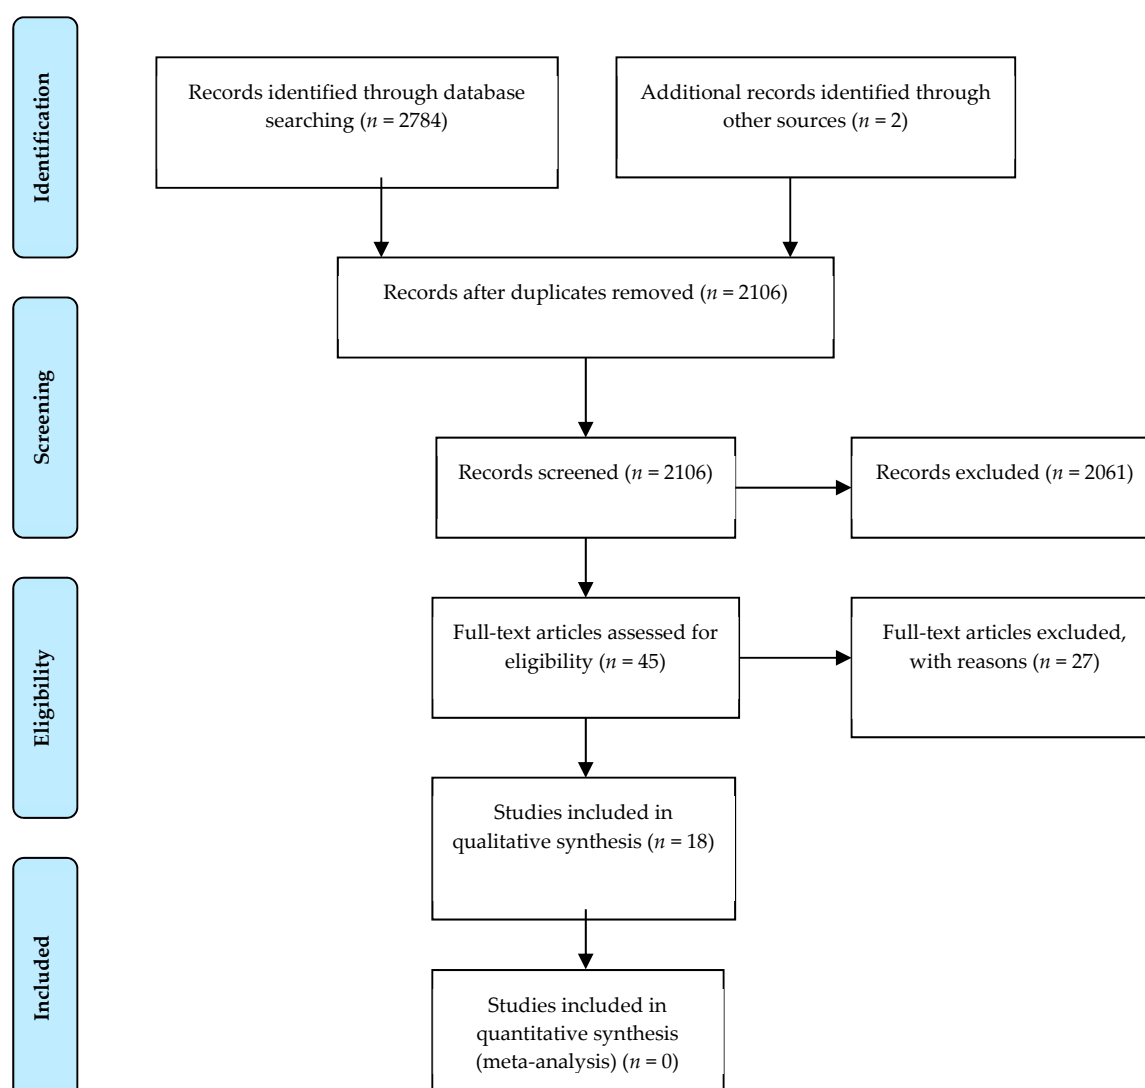 Identification
Records identified through database
searching (n = 2784)
Additional records identified through
other sources (n = 2)
Records after duplicates removed (n = 2106)
Screening
Records screened (n = 2106)
Records excluded (n = 2061)
Eligibility
Full-text articles assessed for
eligibility (n = 45)
Full-text articles excluded,
with reasons (n = 27)
Studies included in
qualitative synthesis (n = 18)
Included
Studies included in
quantitative synthesis
(meta-analysis) (n = 0)